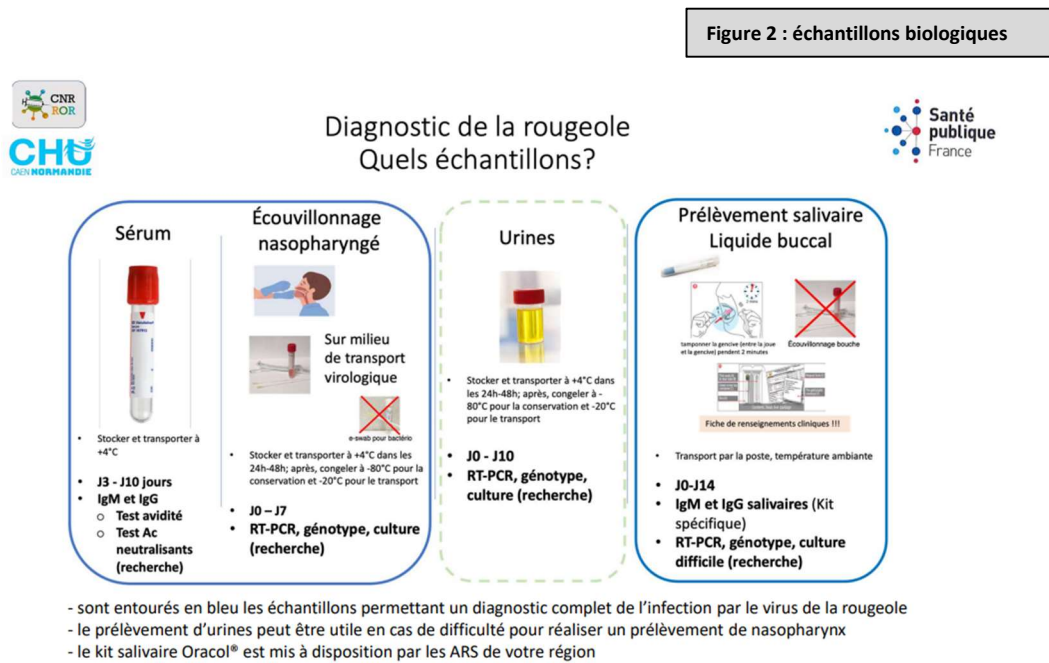 Figure 2 : échantillons biologiques
CNR
ROR
CHU
CAEN NORMANDIE
Diagnostic de la rougeole
Quels échantillons?
Santé
publique
France
Sérum
• Stocker et transporter à
+4°C
• J3 - J10 jours
• IgM et IgG
o Test avidité
o Test Ac
neutralisants
(recherche)
Écouvillonnage
nasopharyngé
Sur milieu
de transport
virologique
e-swab pour bactério
• Stocker et transporter à +4°C dans les
24h-48h; après, congeler à -80°C pour la
conservation et -20°C pour le transport
• J0 – J7
• RT-PCR, génotype, culture
(recherche)
Urines
• Stocker et transporter à +4°C dans
les 24h-48h; après, congeler à -
80°C pour la conservation et -20°C
pour le transport
• J0 - J10
• RT-PCR, génotype,
culture (recherche)
Prélèvement salivaire
Liquide buccal
tamponner la gencive (entre la joue
et la gencive) pendent 2 minutes
Écouvillonnage bouche
Fiche de renseignements cliniques !!!
• Transport par la poste, température ambiante
• J0-J14
• IgM et IgG salivaires (Kit
spécifique)
• RT-PCR, génotype, culture
difficile (recherche)
- sont entourés en bleu les échantillons permettant un diagnostic complet de l’infection par le virus de la rougeole
- le prélèvement d’urines peut être utile en cas de difficulté pour réaliser un prélèvement de nasopharynx
- le kit salivaire Oracol® est mis à disposition par les ARS de votre région